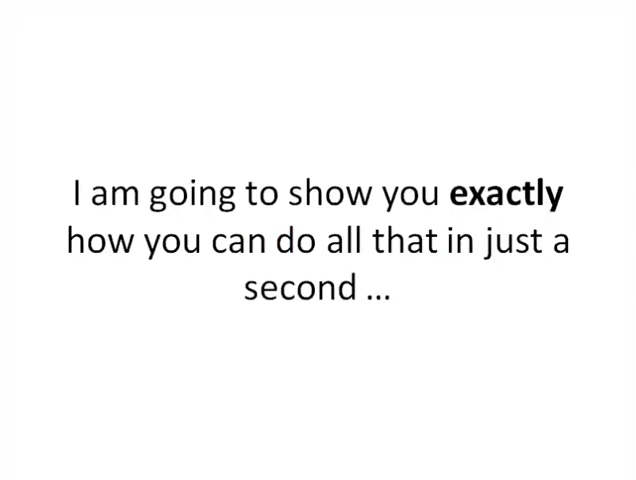 I am going to show you exactly
how you can do all that in just a
second …